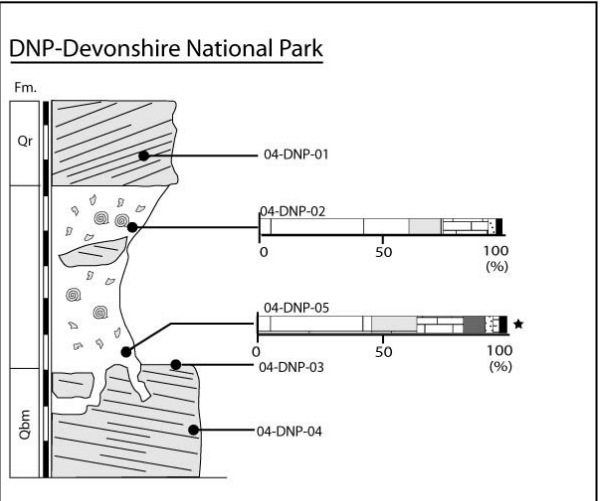 DNP-Devonshire National Park
Fm.
Qr
04-DNP-01
04-DNP-02
0 50 100
(%)
04-DNP-05
0 50 100
(%)
04-DNP-03
Qbm
04-DNP-04